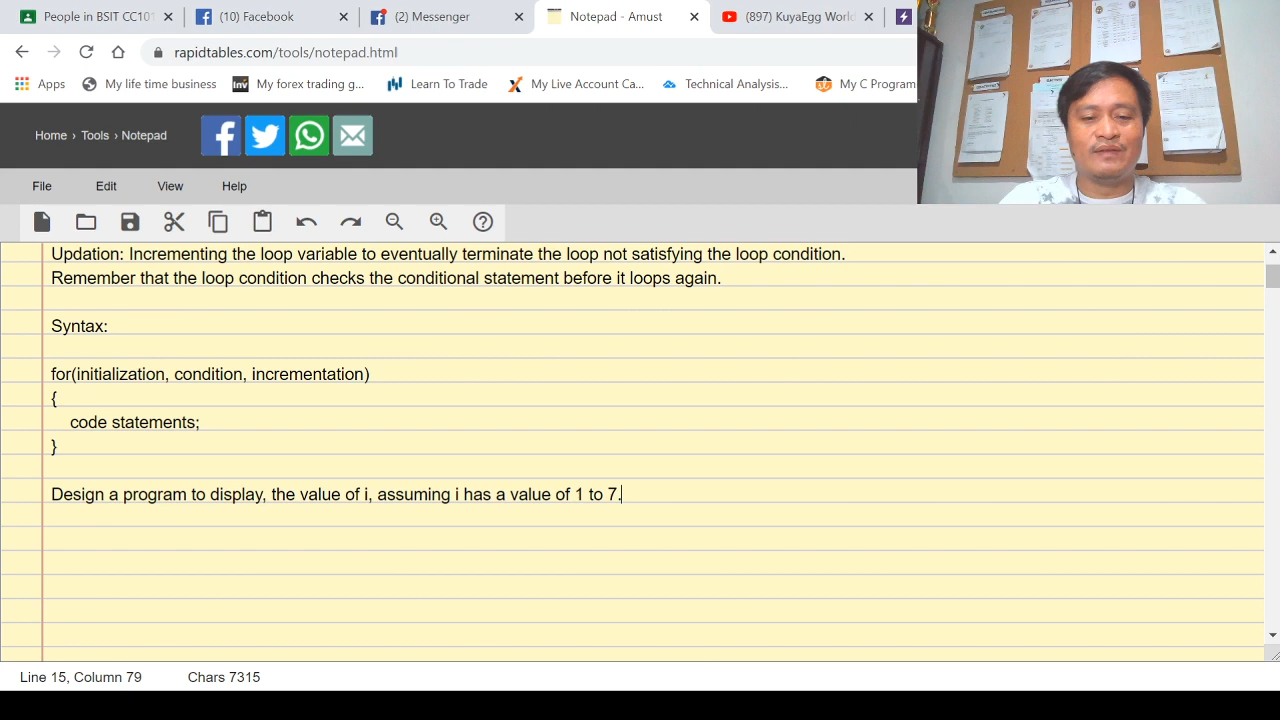 People in BSIT CC101
(10) Facebook
(2) Messenger
Notepad - Amust
(897) KuyaEgg World
rapidtables.com/tools/notepad.html
Apps
My life time business
My forex trading g...
Learn To Trade
My Live Account Ca...
Technical Analysis...
My C Program
Home › Tools › Notepad
File
Edit
View
Help
Updation: Incrementing the loop variable to eventually terminate the loop not satisfying the loop condition.
Remember that the loop condition checks the conditional statement before it loops again.
Syntax:
for(initialization, condition, incrementation)
{
code statements;
}
Design a program to display, the value of i, assuming i has a value of 1 to 7.
Line 15, Column 79
Chars 7315